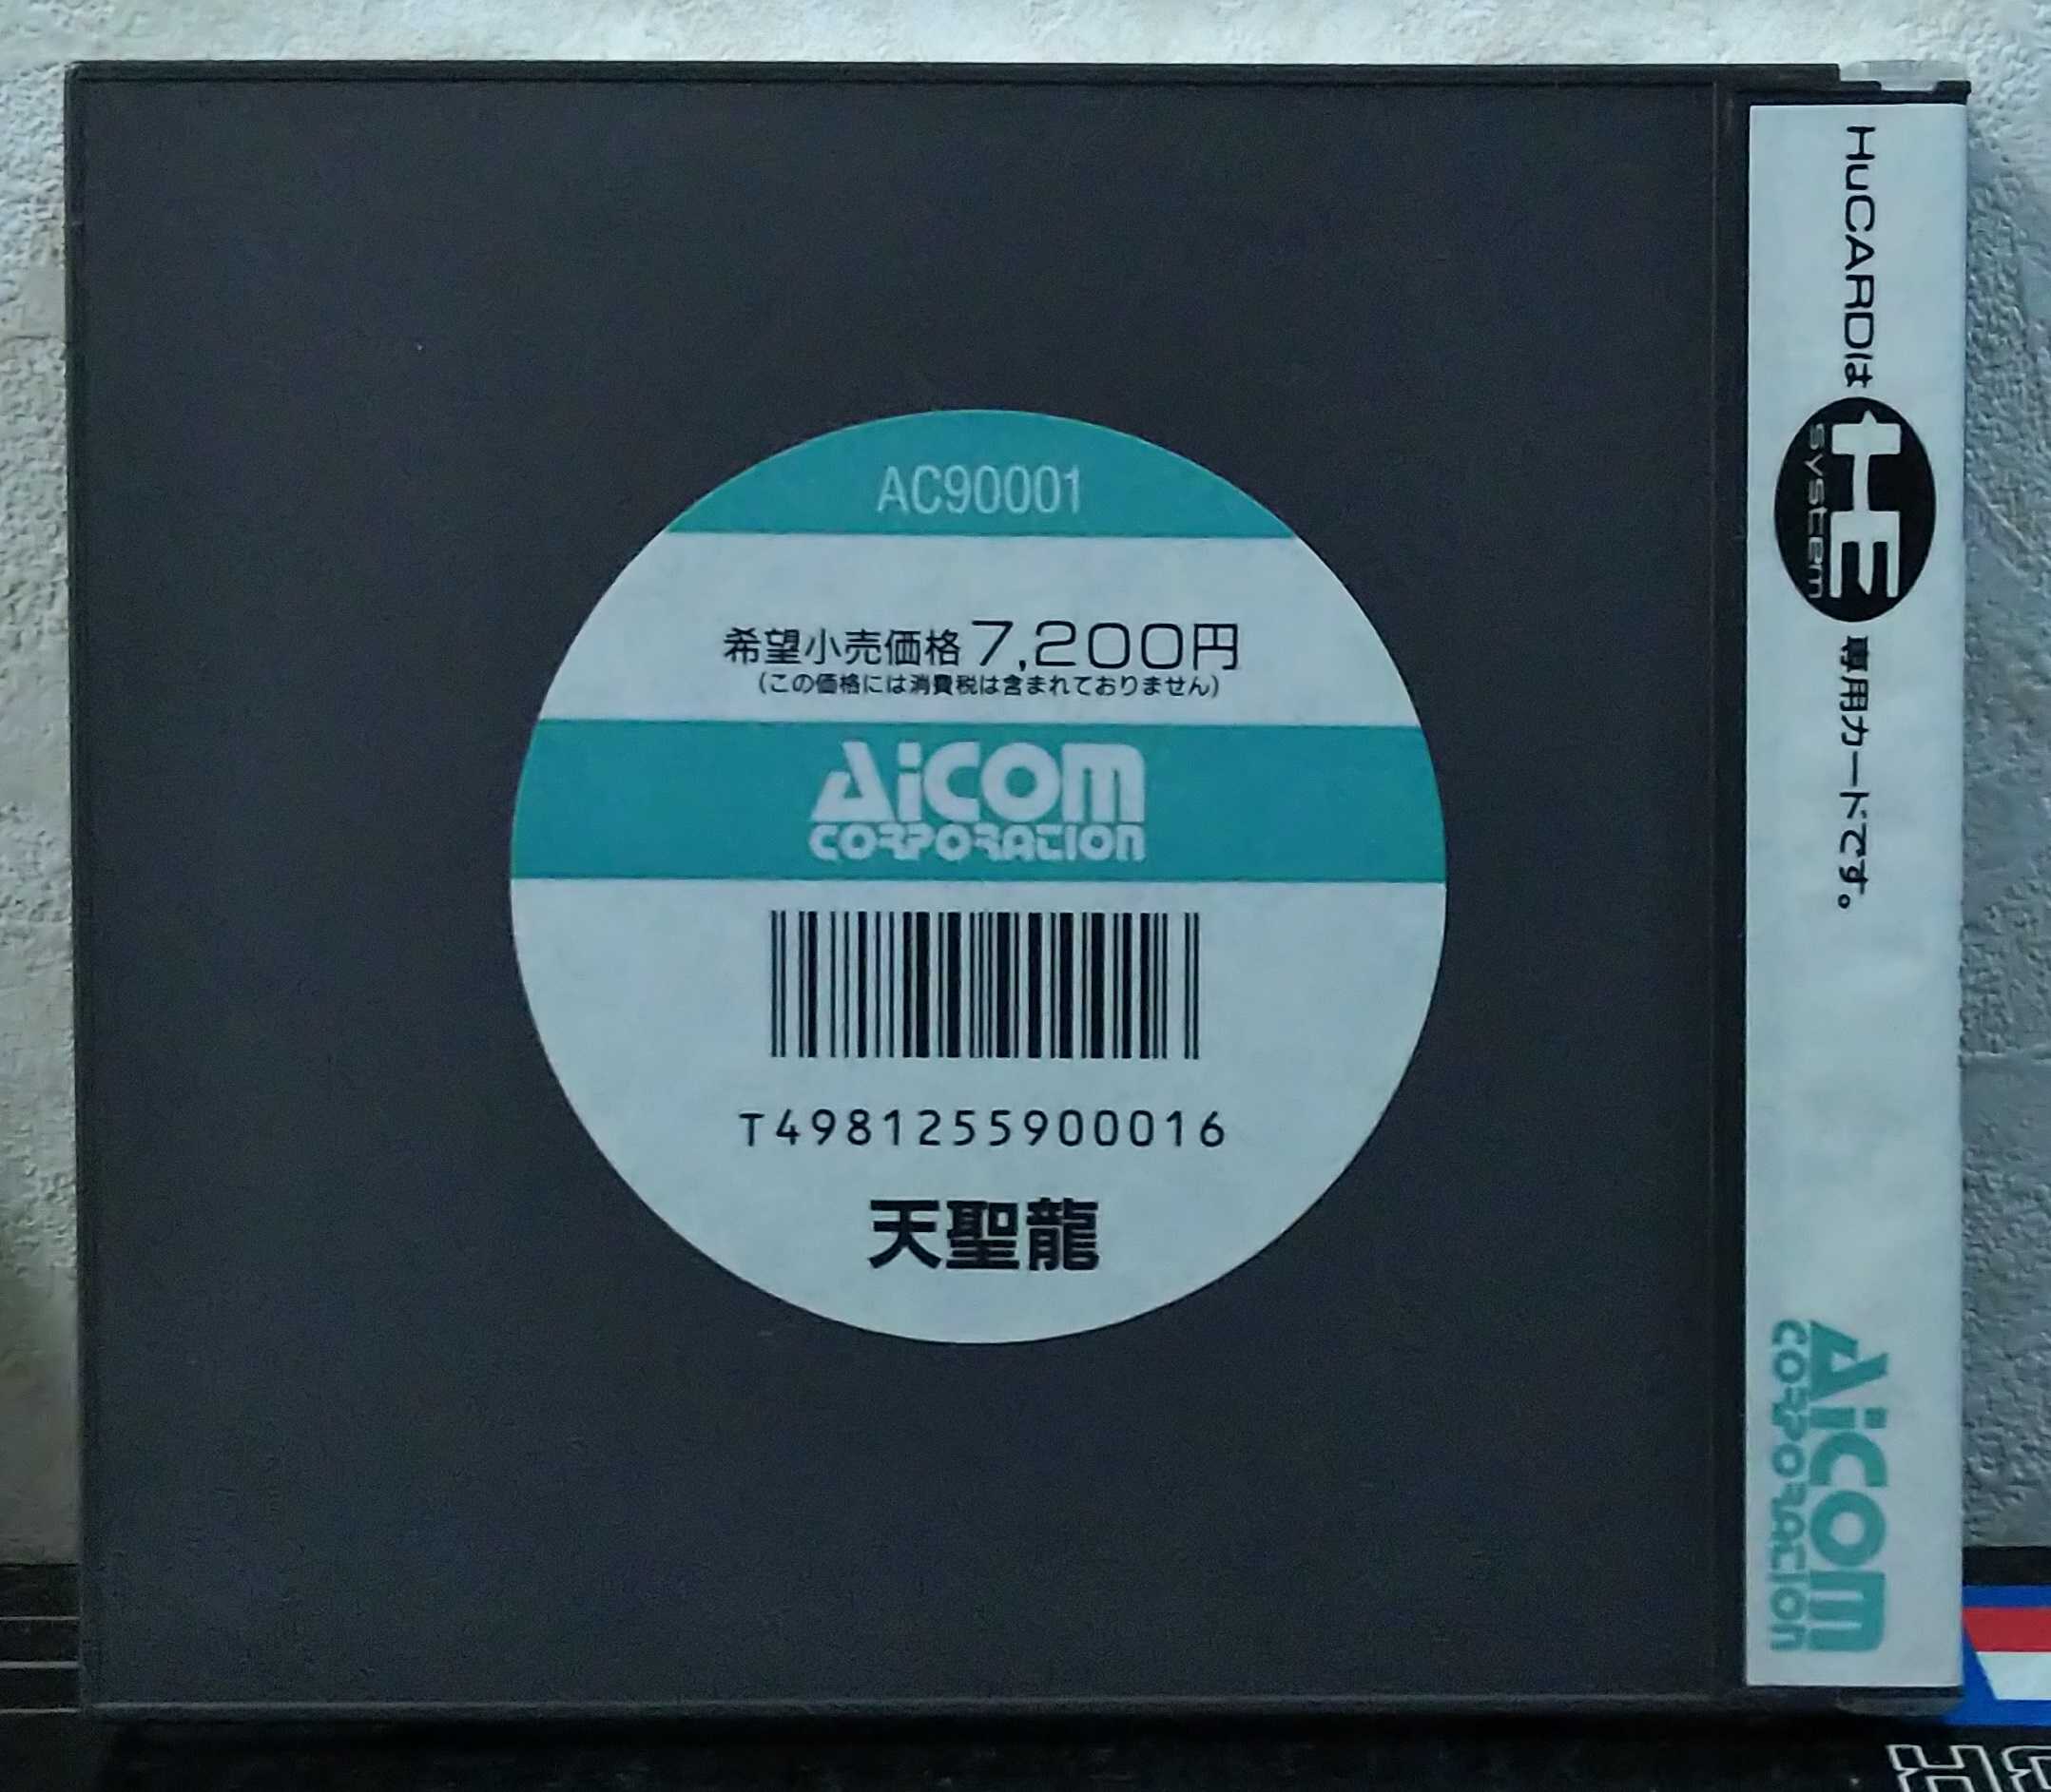 AC90001
希望小売価格7,200円
(この価格には消費税は含まれておりません)
AiCOM
CORPORATION
T4981255900016
天聖龍
HuCARDは HE system 専用カードです。
AiCOM
CORPORATION